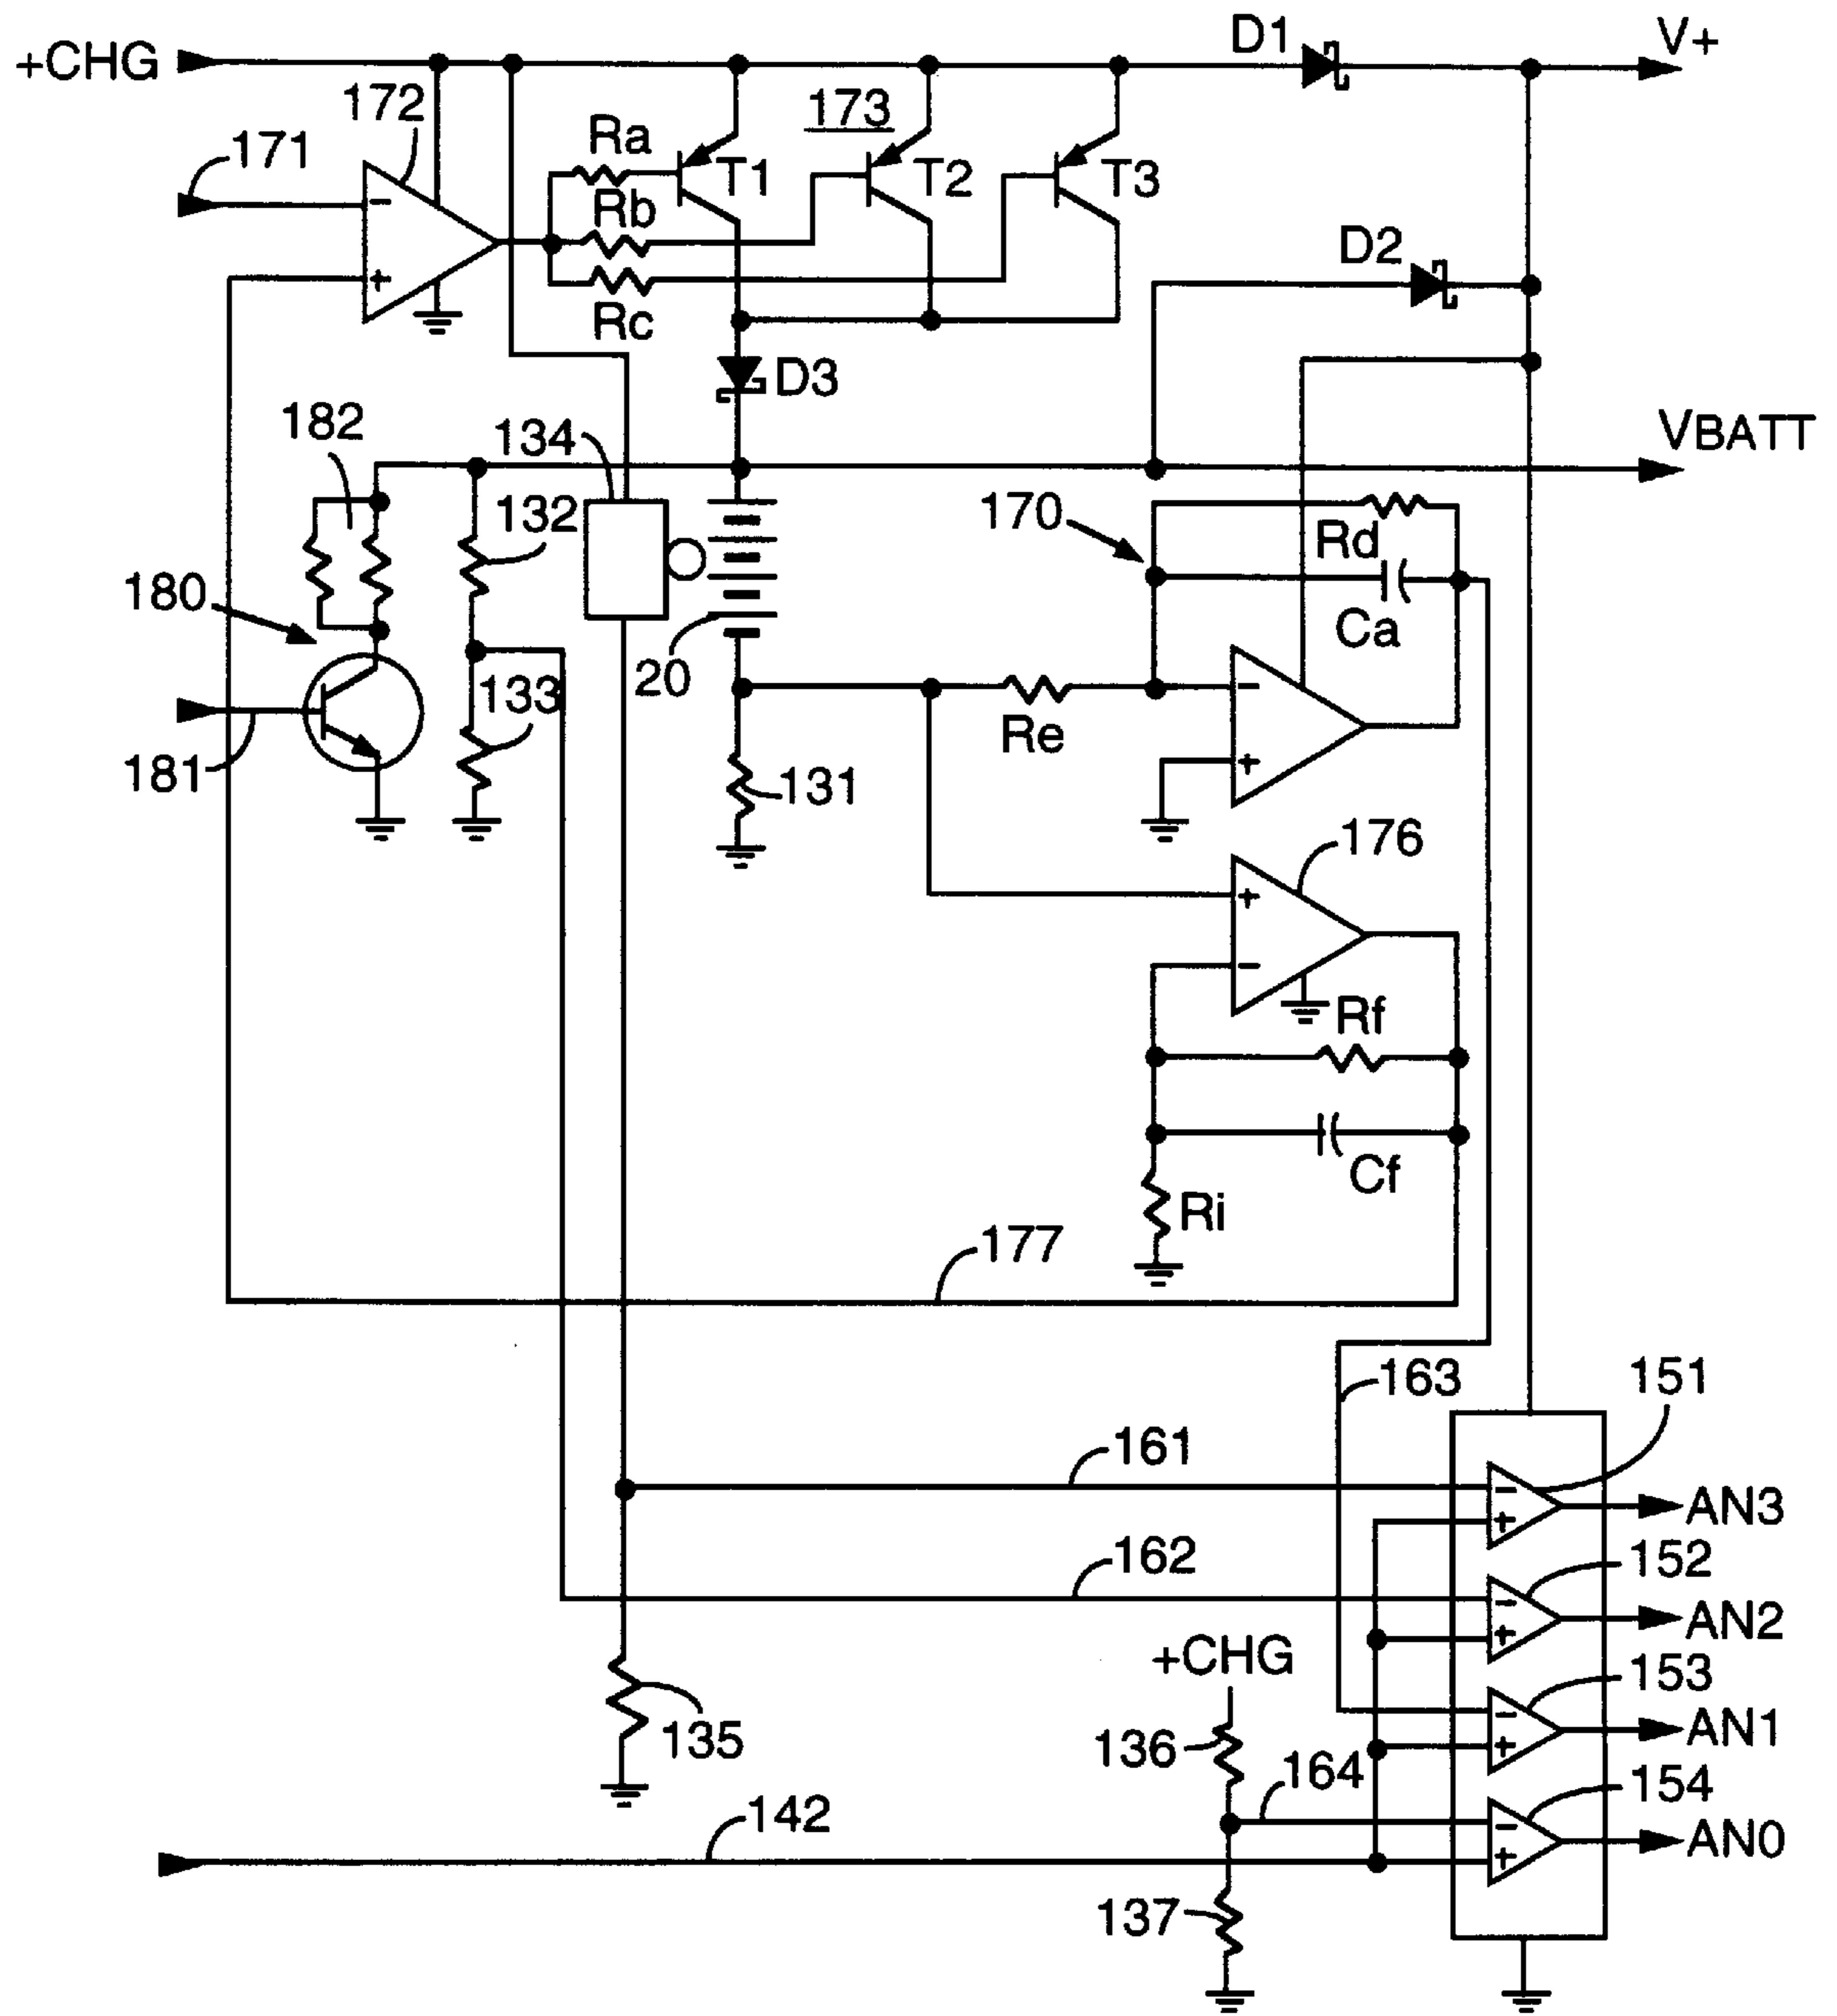 D1
V+
+CHG
172
173
171
Ra
T1
T2
T3
-
Rb
+
D2
Rc
D3
182
134
VBATT
132
170
Rd
180
Ca
20
133
-
Re
181
131
+
176
+
-
Rf
Cf
Ri
177
163
151
161
-
AN3
+
162
152
-
AN2
+
+CHG
153
-
AN1
135
136
+
164
154
142
-
AN0
+
137